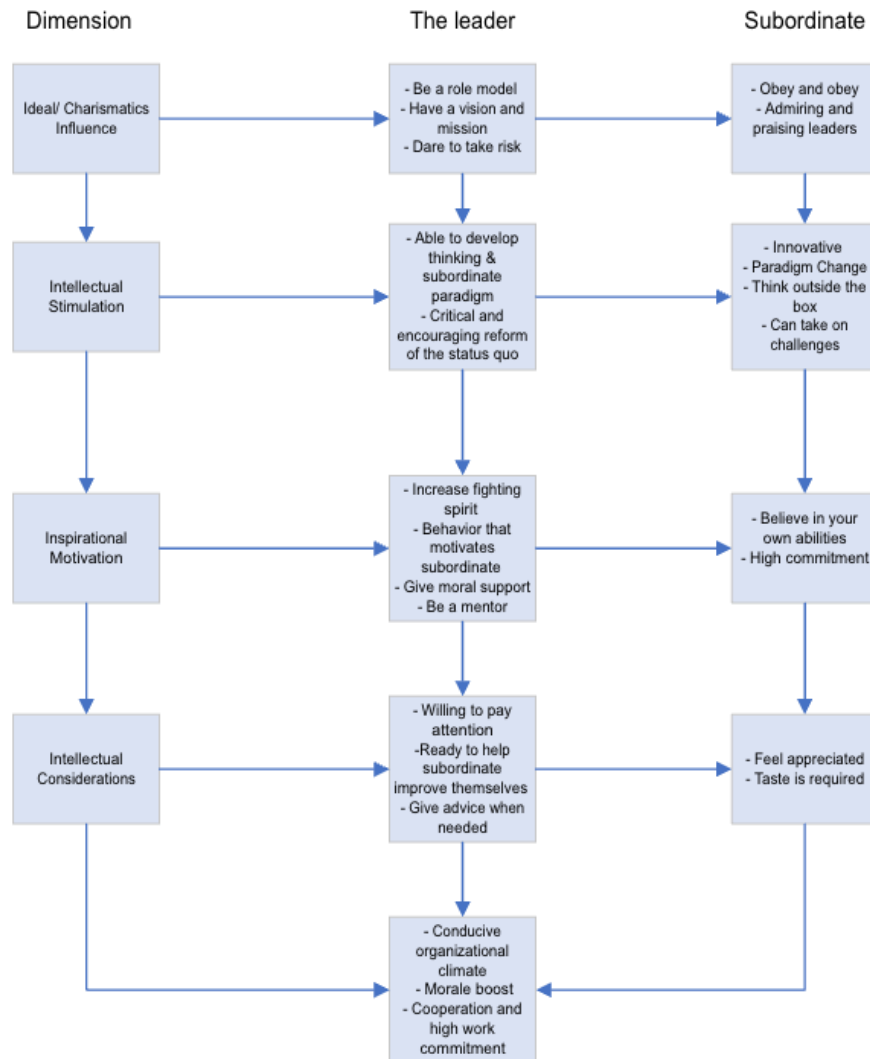 Dimension
The leader
Subordinate
Ideal/ Charismatics
Influence
- Be a role model
- Have a vision and
mission
- Dare to take risk
- Obey and obey
- Admiring and
praising leaders
Intellectual
Stimulation
- Able to develop
thinking &
subordinate
paradigm
- Critical and
encouraging reform
of the status quo
- Innovative
- Paradigm Change
- Think outside the
box
- Can take on
challenges
Inspirational
Motivation
- Increase fighting
spirit
- Behavior that
motivates
subordinate
- Give moral support
- Be a mentor
- Believe in your
own abilities
- High commitment
Intellectual
Considerations
- Willing to pay
attention
-Ready to help
subordinate
improve themselves
- Give advice when
needed
- Feel appreciated
- Taste is required
- Conducive
organizational
climate
- Morale boost
- Cooperation and
high work
commitment